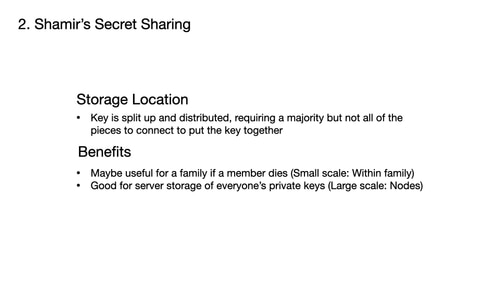 2. Shamir’s Secret Sharing
Storage Location
• Key is split up and distributed, requiring a majority but not all of the
pieces to connect to put the key together
Benefits
• Maybe useful for a family if a member dies (Small scale: Within family)
• Good for server storage of everyone’s private keys (Large scale: Nodes)